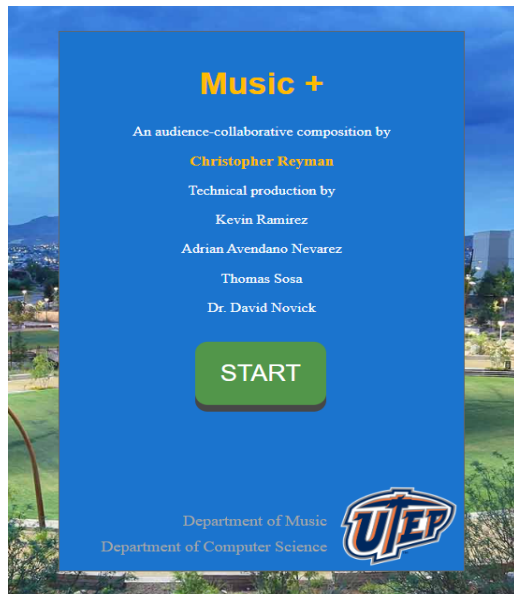 Music +
An audience-collaborative composition by
Christopher Reyman
Technical production by
Kevin Ramirez
Adrian Avendano Nevarez
Thomas Sosa
Dr. David Novick
START
Department of Music
Department of Computer Science
UTEP